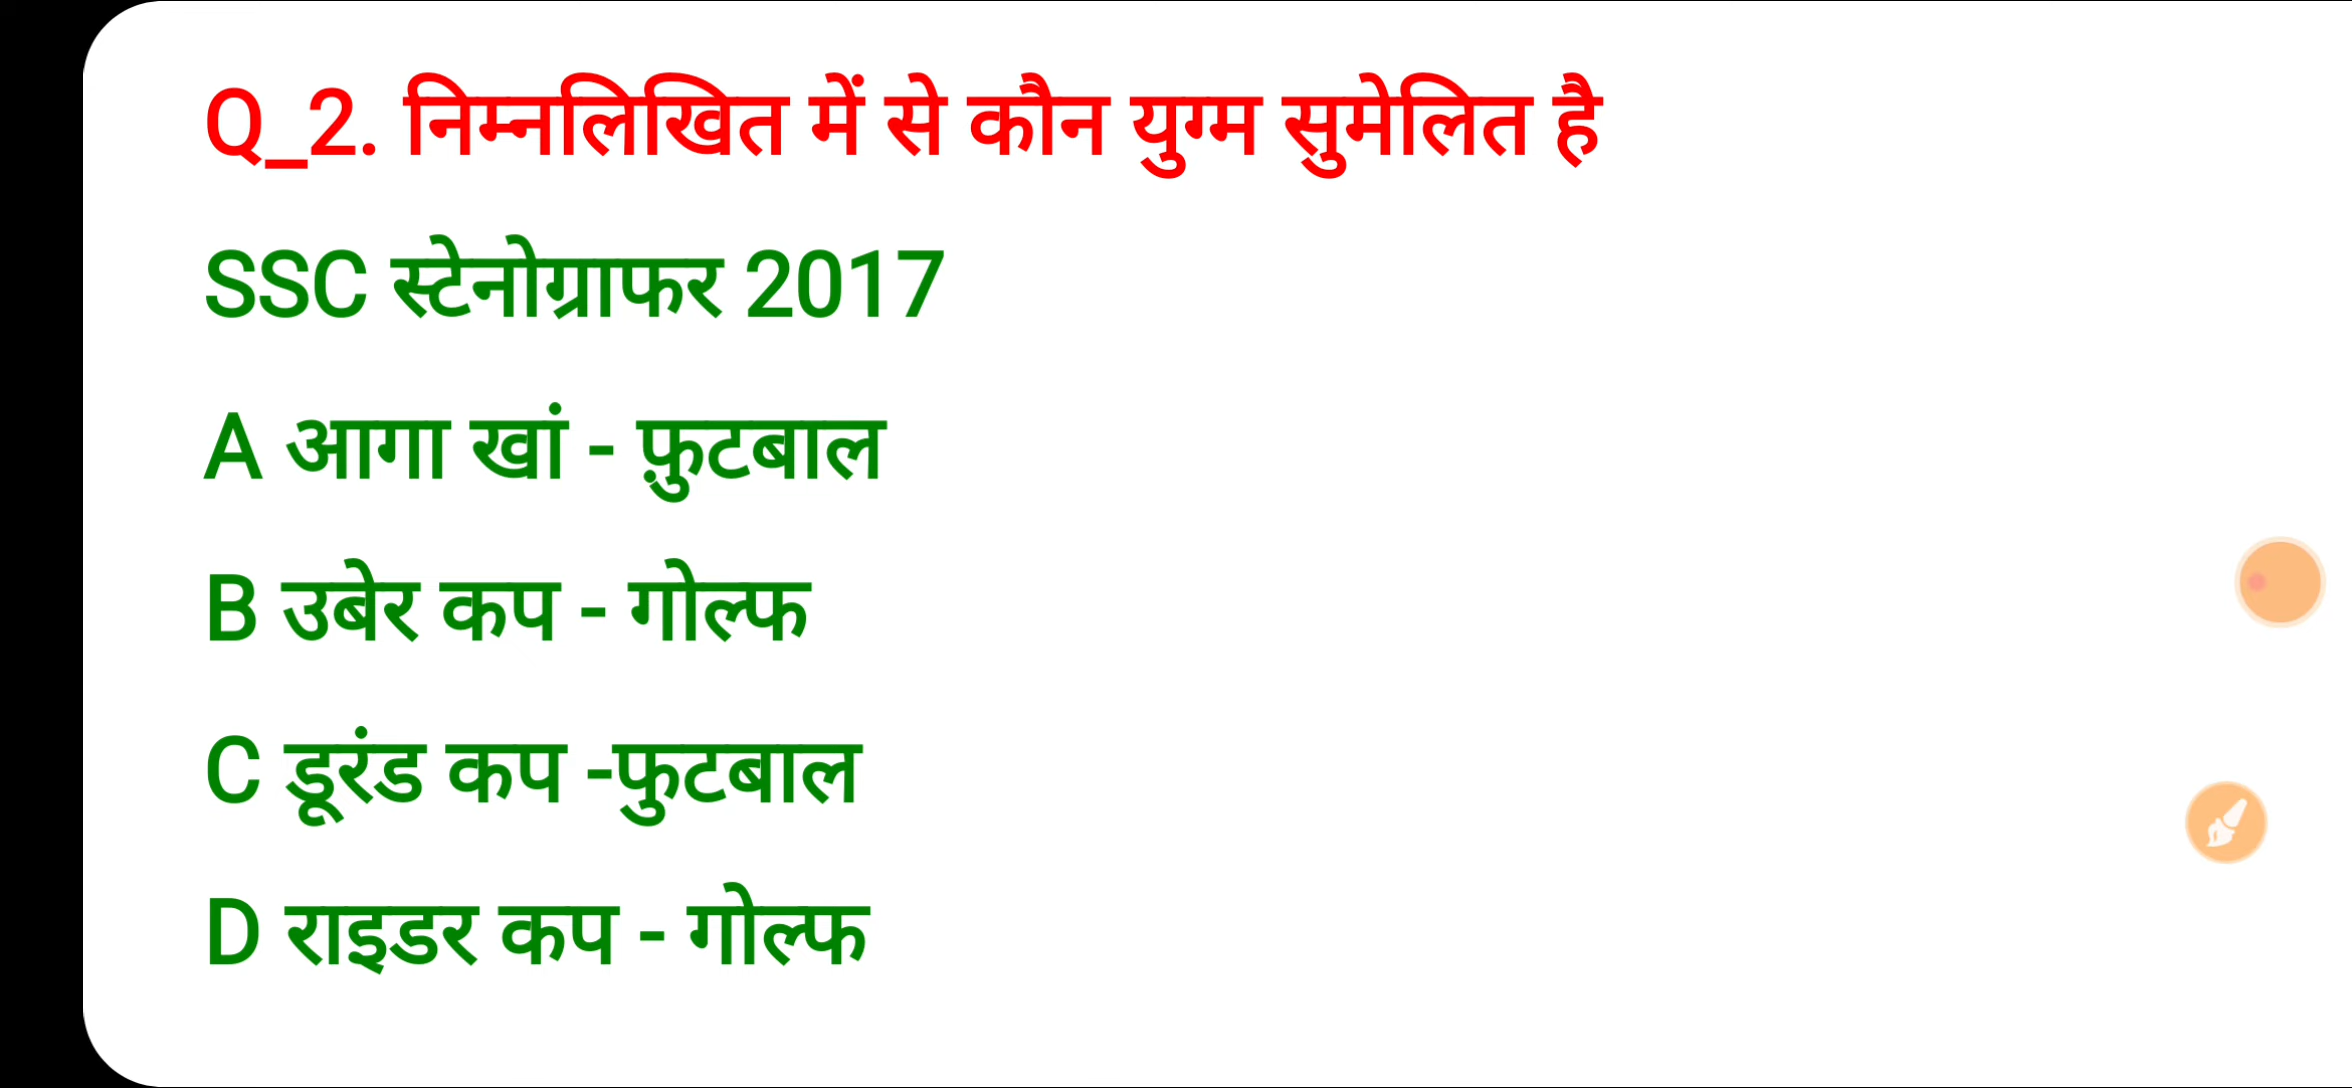 Q_2. निम्नलिखित में से कौन युग्म सुमेलित है
SSC स्टेनोग्राफर 2017
A आगा खां - फ़ुटबाल
B उबेर कप - गोल्फ
C डूरंड कप -फुटबाल
D राइडर कप - गोल्फ